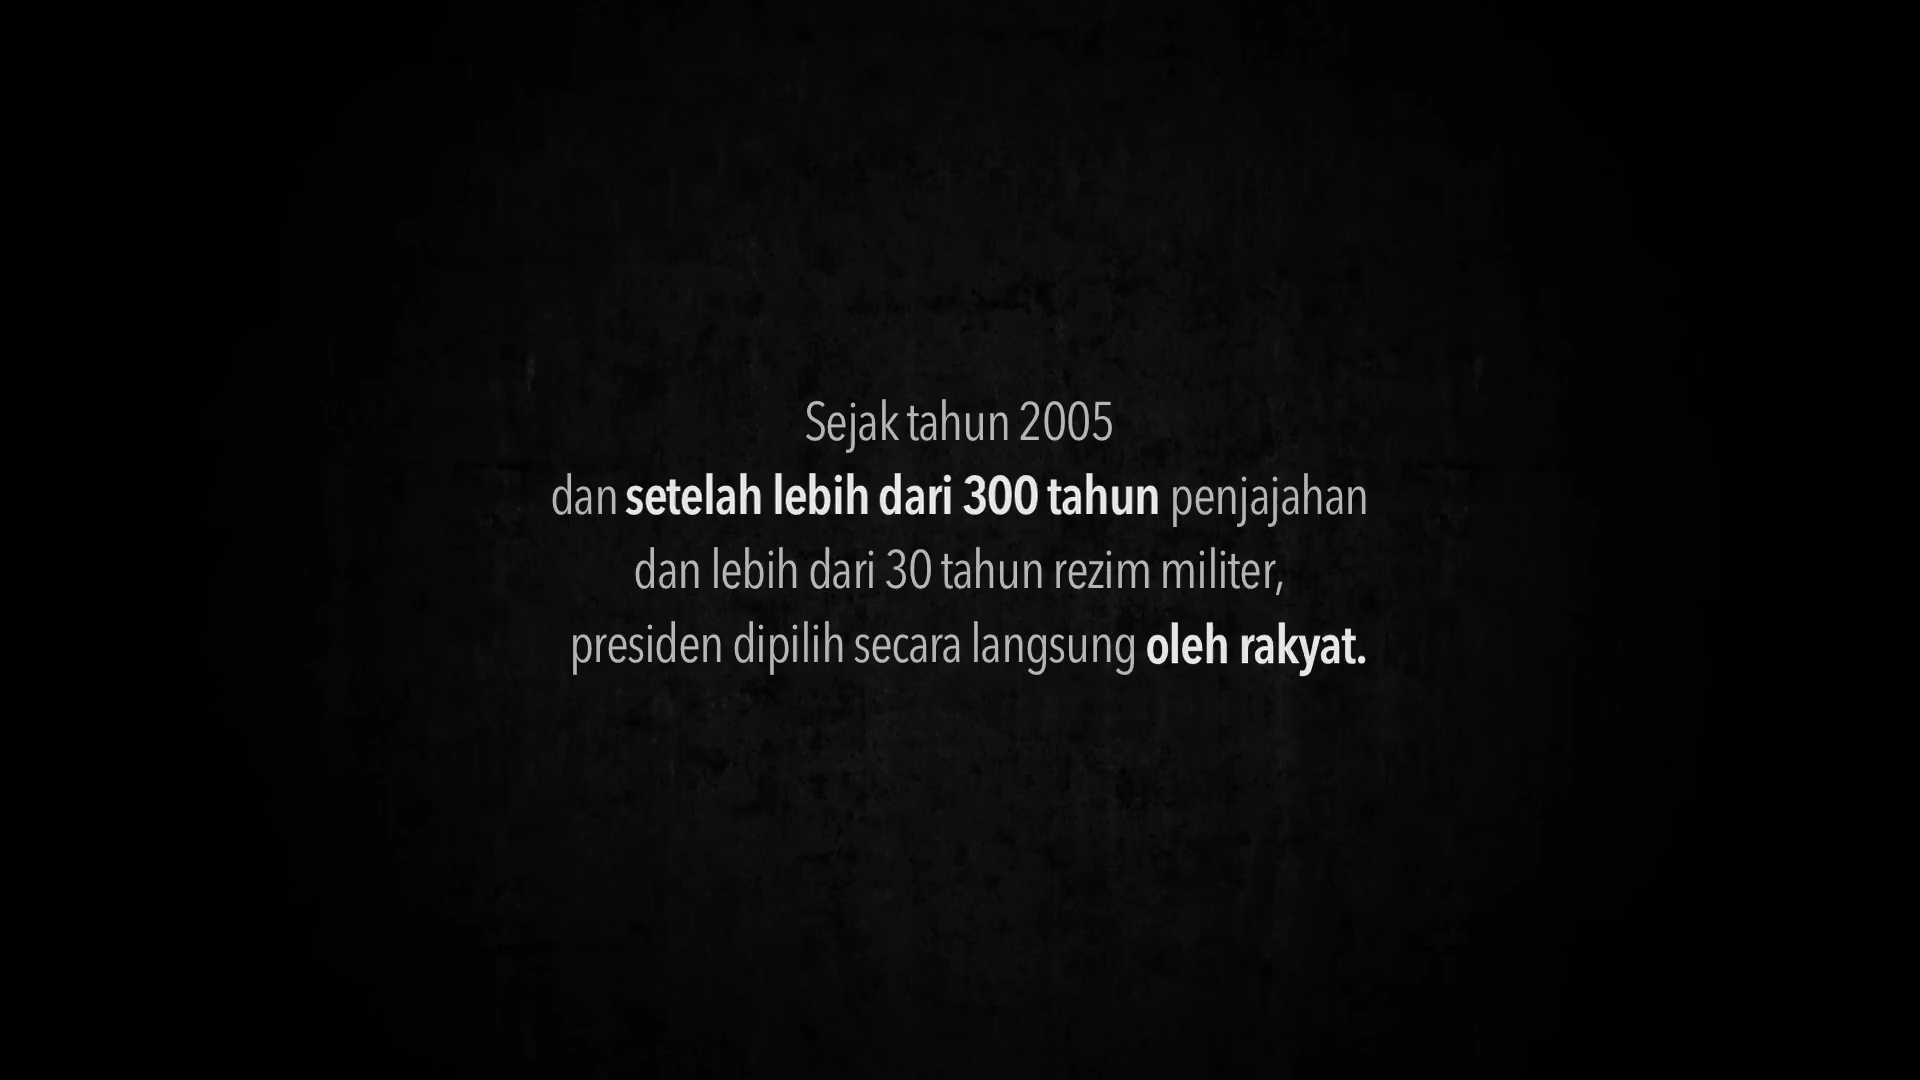 Sejak tahun 2005
dan setelah lebih dari 300 tahun penjajahan
dan lebih dari 30 tahun rezim militer,
presiden dipilih secara langsung oleh rakyat.